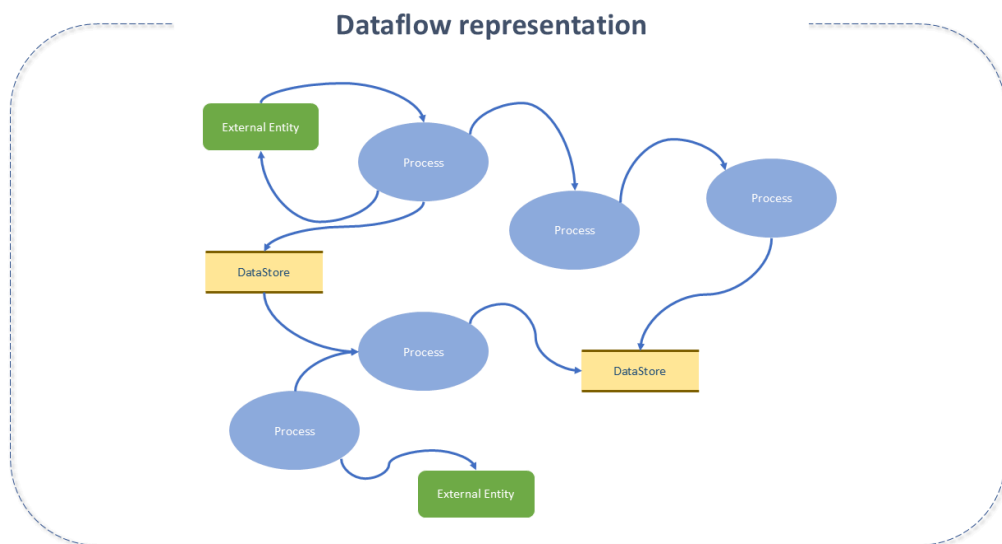 Dataflow representation
External Entity
Process
Process
Process
DataStore
Process
DataStore
Process
External Entity